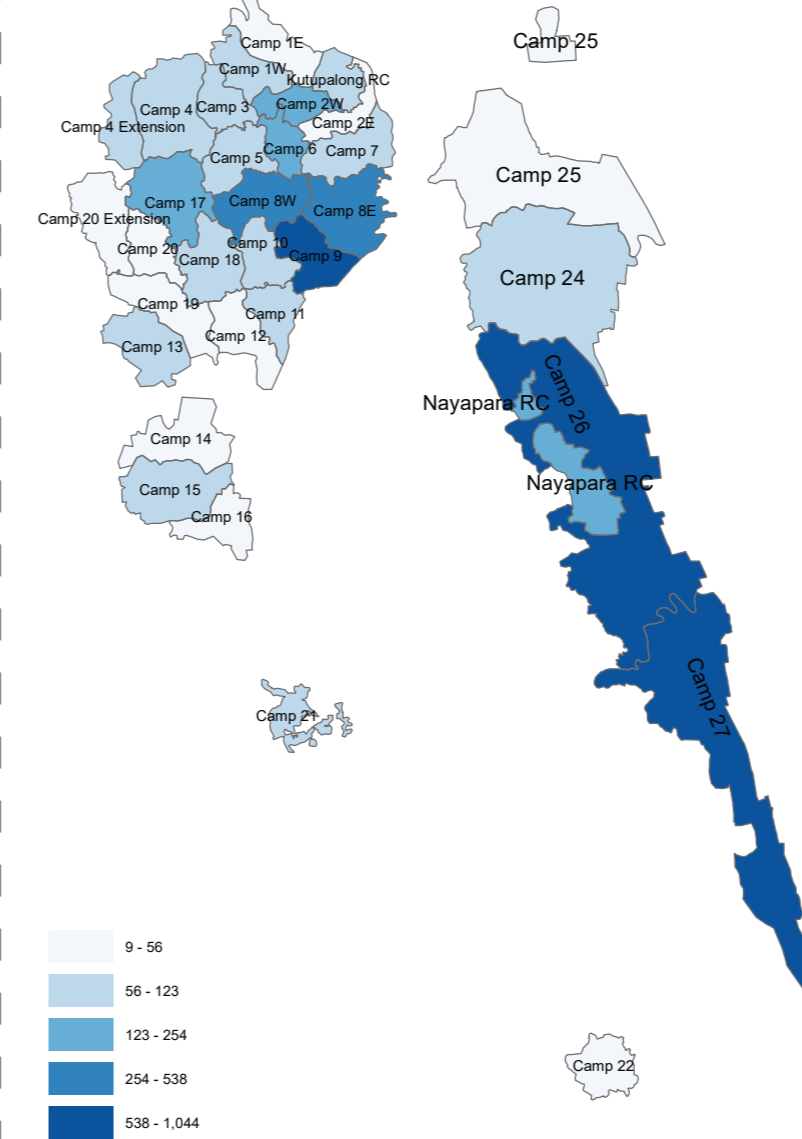 Camp 1E
Camp 25
Camp 1W
Kutupalong RC
Camp 4
Camp 3
Camp 2W
Camp 2E
Camp 4 Extension
Camp 5
Camp 6
Camp 7
Camp 25
Camp 17
Camp 8W
Camp 8E
Camp 20 Extension
Camp 20
Camp 10
Camp 18
Camp 9
Camp 24
Camp 19
Camp 11
Camp 12
Camp 13
Camp 26
Nayapara RC
Camp 14
Nayapara RC
Camp 15
Camp 16
Camp 27
Camp 21
9 - 56
56 - 123
123 - 254
254 - 538
Camp 22
538 - 1,044